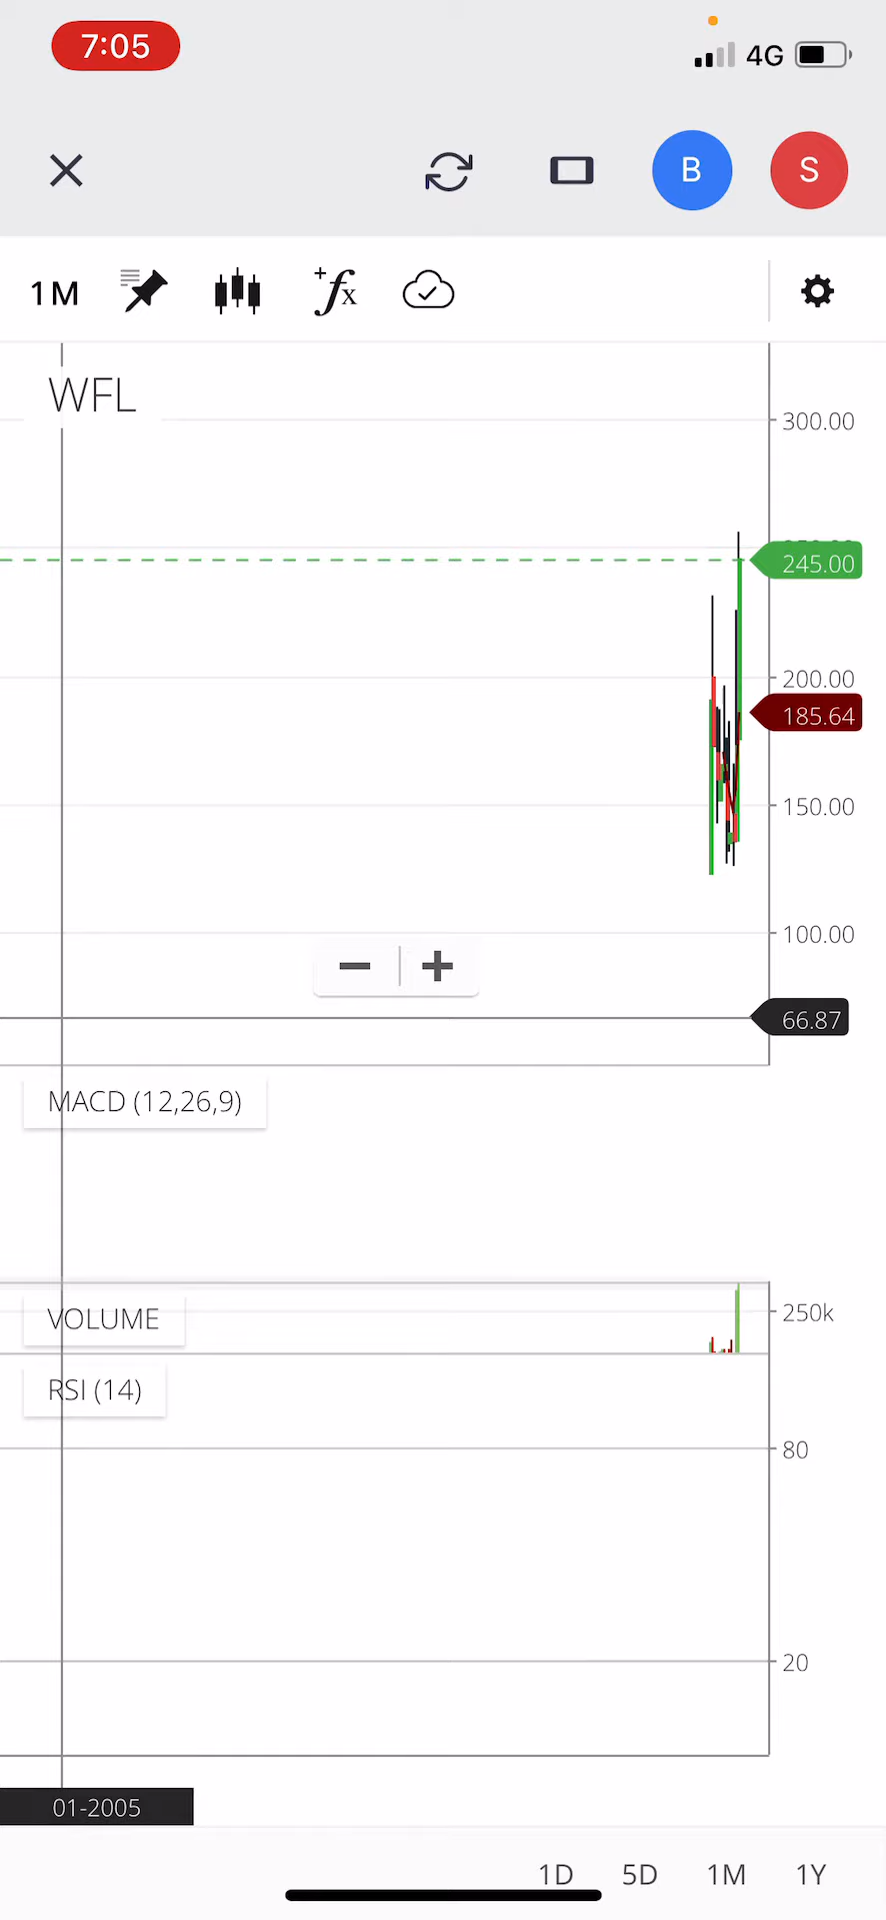 7:05
4G
B
S
1M
fx
WFL
300.00
245.00
200.00
185.64
150.00
100.00
66.87
MACD (12,26,9)
VOLUME
250k
RSI (14)
80
20
01-2005
1D 5D 1M 1Y